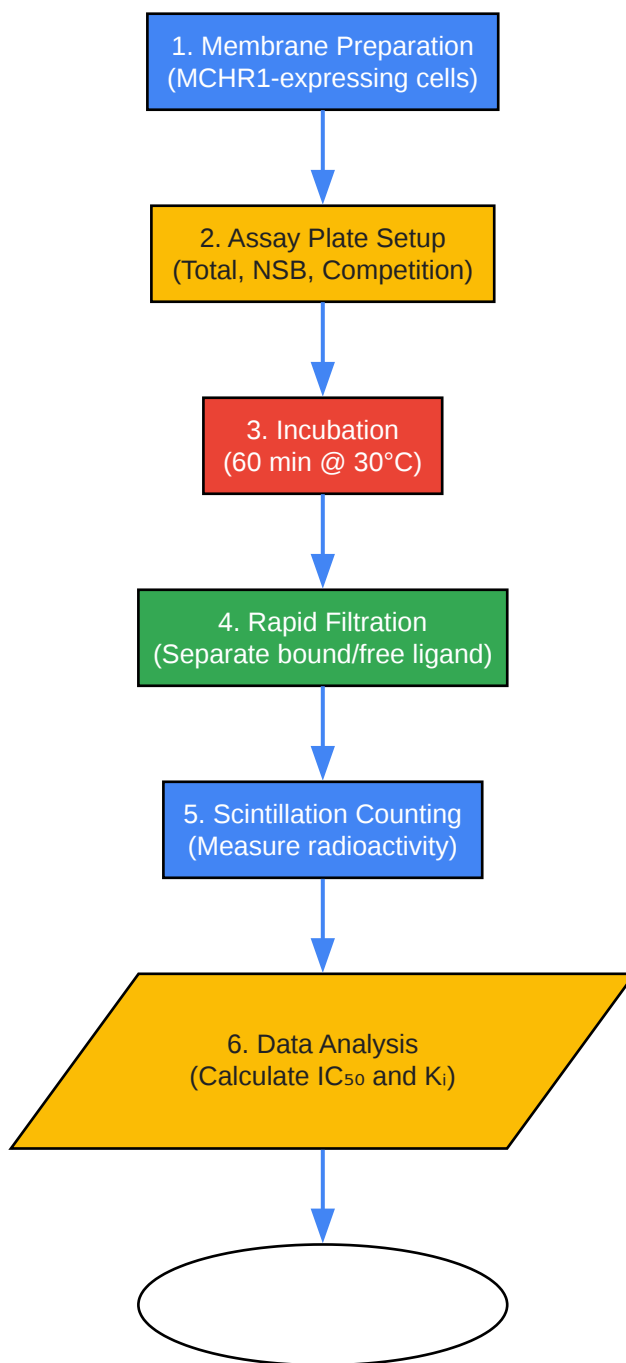 1. Membrane Preparation
(MCHR1-expressing cells)
2. Assay Plate Setup
(Total, NSB, Competition)
3. Incubation
(60 min @ 30°C)
4. Rapid Filtration
(Separate bound/free ligand)
5. Scintillation Counting
(Measure radioactivity)
6. Data Analysis
(Calculate IC₅₀ and Kᵢ)